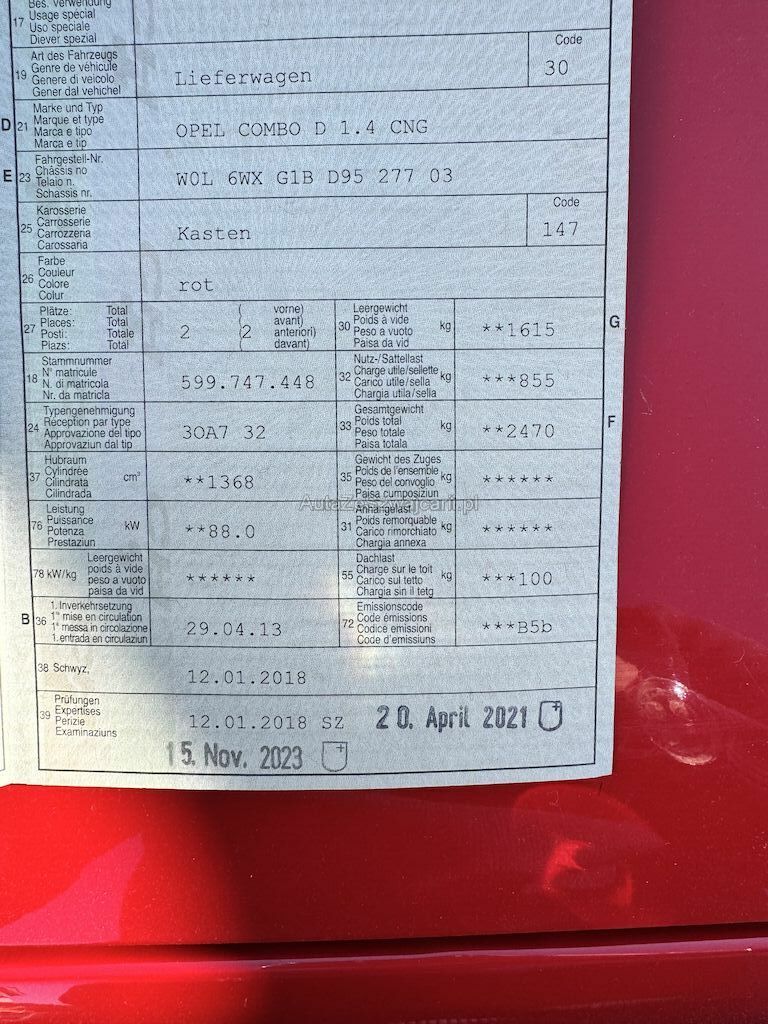 Bes. Verwendung
17 Usage special
Uso speciale
Diever spezial
Art des Fahrzeugs
19 Genre de véhicule
Genere di veicolo
Gener dal vehichel
Lieferwagen
Code
30
Marke und Typ
D 21 Marque et type
Marca e tipo
Marca e tip
OPEL COMBO D 1.4 CNG
Fahrgestell-Nr.
E 23 Châssis no
Telaio n.
Schassis nr.
W0L 6WX G1B D95 277 03
Karosserie
25 Carrosserie
Carrozzeria
Carossaria
Kasten
Code
147
Farbe
26 Couleur
Colore
Colur
rot
Plätze: Total
27 Places: Total
Posti: Totale
Plazs: Total
2 (2 vorne)
avant)
anteriori)
davant)
Leergewicht
30 Poids à vide kg
Peso a vuoto
Paisa da vid
**1615
G
Stammnummer
18 N° matricule
N. di matricola
Nr. da matricla
599.747.448
Nutz-/Sattellast
32 Charge utile/sellette kg
Carico utile/sella
Chargia utila/sella
***855
Typengenehmigung
24 Réception par type
Approvazione del tipo
Approvaziun dal tip
3OA7 32
Gesamtgewicht
33 Poids total kg
Peso totale
Paisa totala
**2470
F
Hubraum
37 Cylindrée cm³
Cilindrata
Cilindrada
**1368
Gewicht des Zuges
35 Poids de l'ensemble kg
Peso del convoglio
Paisa cumposiziun
******
AutaZeSzwajcarii.pl
Leistung
76 Puissance kW
Potenza
Prestaziun
**88.0
Anhängelast
31 Poids remorquable kg
Carico rimorchiato
Chargia annexa
******
Leergewicht
78 kW/kg poids à vide
peso a vuoto
paisa da vid
******
Dachlast
55 Charge sur le toit kg
Carico sul tetto
Chargia sin il tetg
***100
1. Inverkehrsetzung
B 36 1re mise en circulation
1a messa in circolazione
1. entrada en circulaziun
29.04.13
Emissionscode
72 Code émissions
Codice emissioni
Code d'emissiuns
***B5b
38 Schwyz,
12.01.2018
Prüfungen
39 Expertises
Perizie
Examinaziuns
12.01.2018 SZ 20. April 2021
15. Nov. 2023